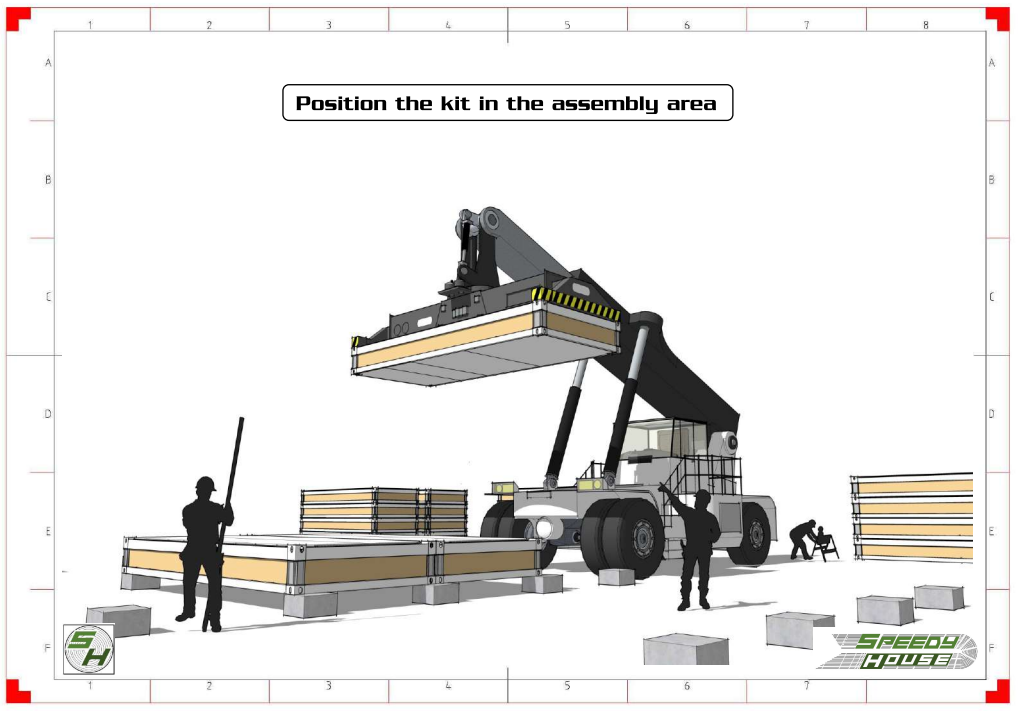 1 2 3 4 5 6 7 8
A A
Position the kit in the assembly area
B B
C C
D D
E E
F F
SH
SPEEDY
HOUSE
1 2 3 4 5 6 7